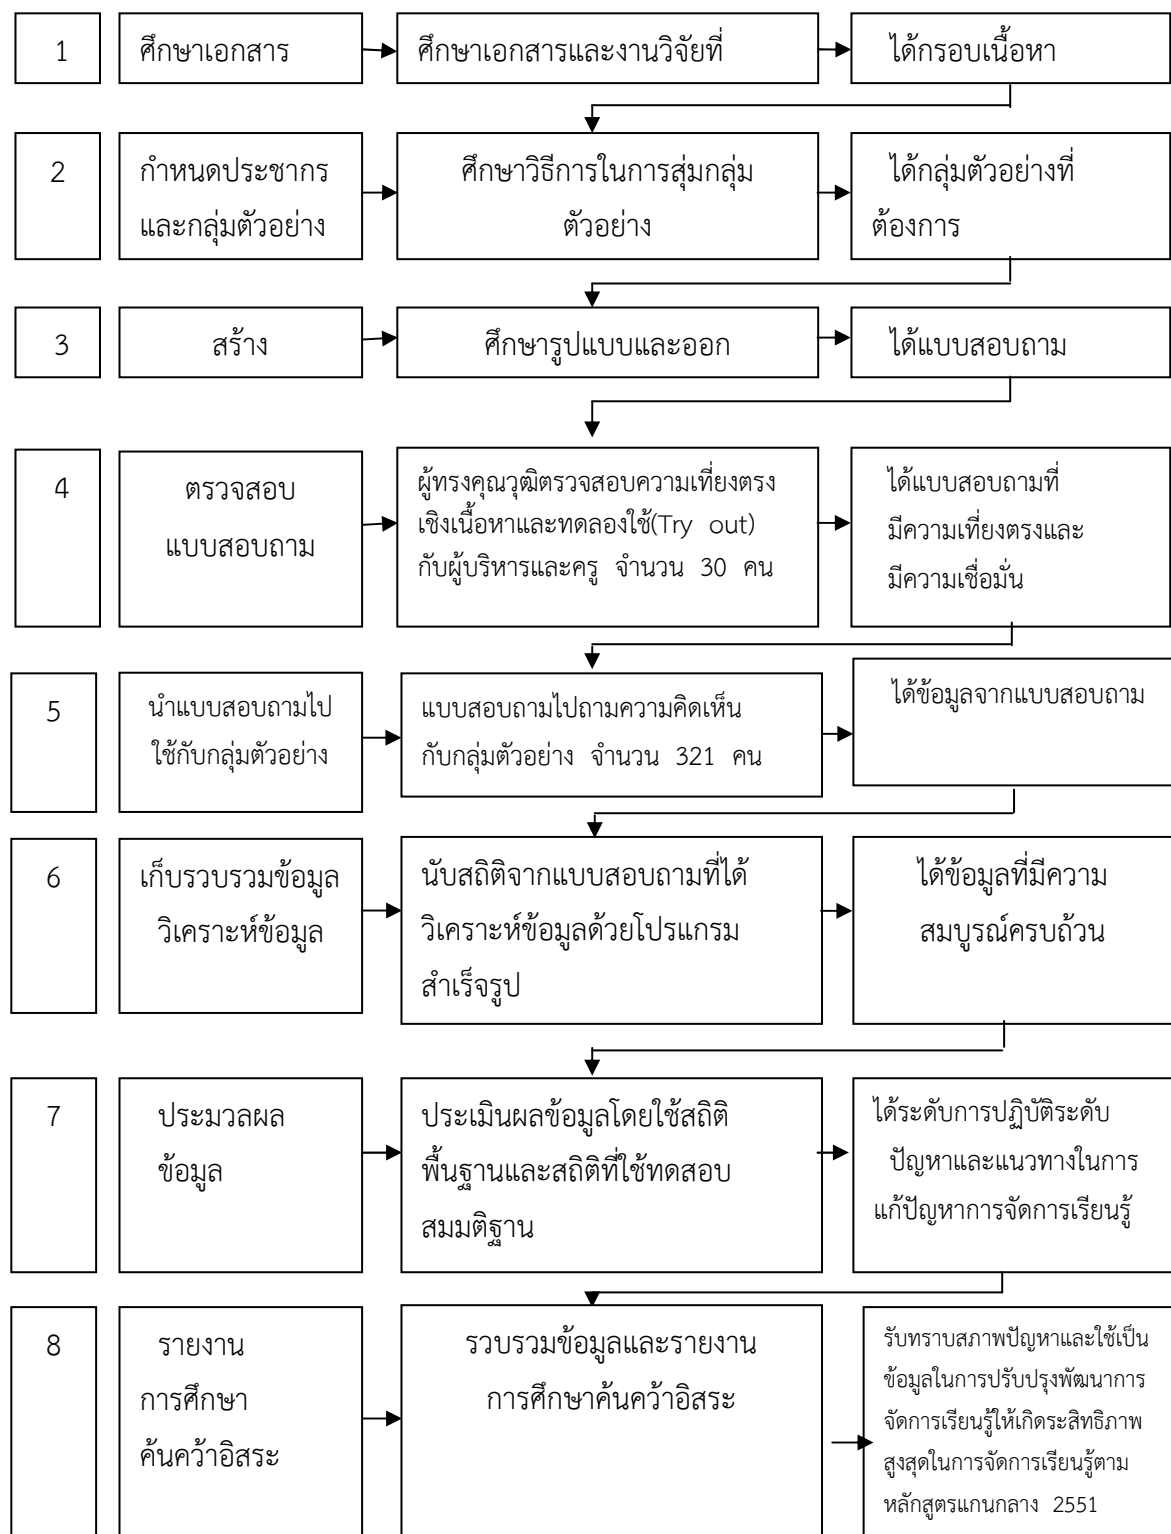 1
ศึกษาเอกสาร
ศึกษาเอกสารและงานวิจัยที่
ได้กรอบเนื้อหา
2
กำหนดประชากร
และกลุ่มตัวอย่าง
ศึกษาวิธีการในการสุ่มกลุ่ม
ตัวอย่าง
ได้กลุ่มตัวอย่างที่
ต้องการ
3
สร้าง
ศึกษารูปแบบและออก
ได้แบบสอบถาม
4
ตรวจสอบ
แบบสอบถาม
ผู้ทรงคุณวุฒิตรวจสอบความเที่ยงตรง
เชิงเนื้อหาและทดลองใช้(Try out)
กับผู้บริหารและครู จำนวน 30 คน
ได้แบบสอบถามที่
มีความเที่ยงตรงและ
มีความเชื่อมั่น
5
นำแบบสอบถามไป
ใช้กับกลุ่มตัวอย่าง
แบบสอบถามไปถามความคิดเห็น
กับกลุ่มตัวอย่าง จำนวน 321 คน
ได้ข้อมูลจากแบบสอบถาม
6
เก็บรวบรวมข้อมูล
วิเคราะห์ข้อมูล
นับสถิติจากแบบสอบถามที่ได้
วิเคราะห์ข้อมูลด้วยโปรแกรม
สำเร็จรูป
ได้ข้อมูลที่มีความ
สมบูรณ์ครบถ้วน
7
ประมวลผล
ข้อมูล
ประเมินผลข้อมูลโดยใช้สถิติ
พื้นฐานและสถิติที่ใช้ทดสอบ
สมมติฐาน
ได้ระดับการปฏิบัติระดับ
ปัญหาและแนวทางในการ
แก้ปัญหาการจัดการเรียนรู้
8
รายงาน
การศึกษา
ค้นคว้าอิสระ
รวบรวมข้อมูลและรายงาน
การศึกษาค้นคว้าอิสระ
รับทราบสภาพปัญหาและใช้เป็น
ข้อมูลในการปรับปรุงพัฒนาการ
จัดการเรียนรู้ให้เกิดระสิทธิภาพ
สูงสุดในการจัดการเรียนรู้ตาม
หลักสูตรแกนกลาง 2551